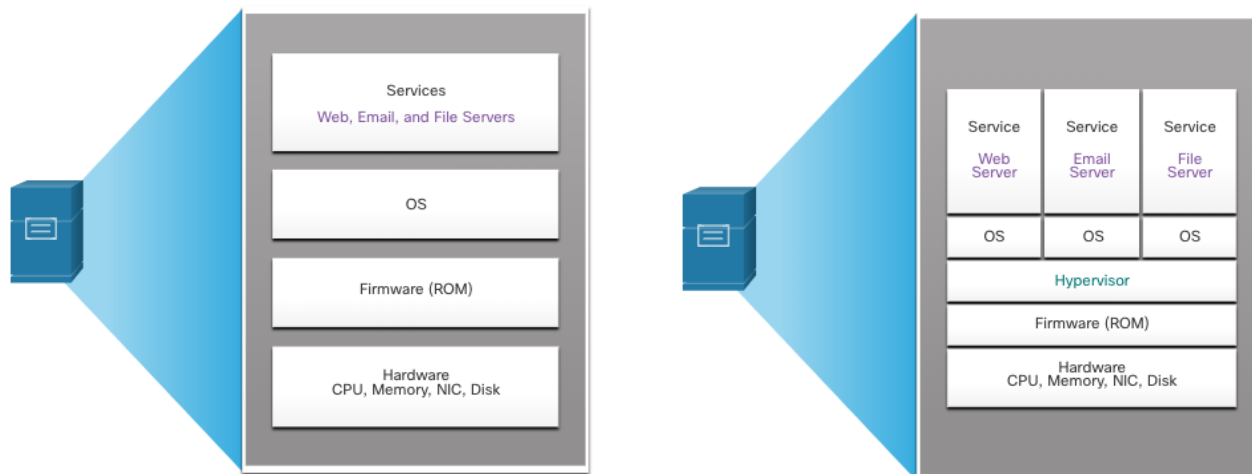 Services
Web, Email, and File Servers
OS
Firmware (ROM)
Hardware
CPU, Memory, NIC, Disk
Service
Web
Server
Service
Email
Server
Service
File
Server
OS
OS
OS
Hypervisor
Firmware (ROM)
Hardware
CPU, Memory, NIC, Disk